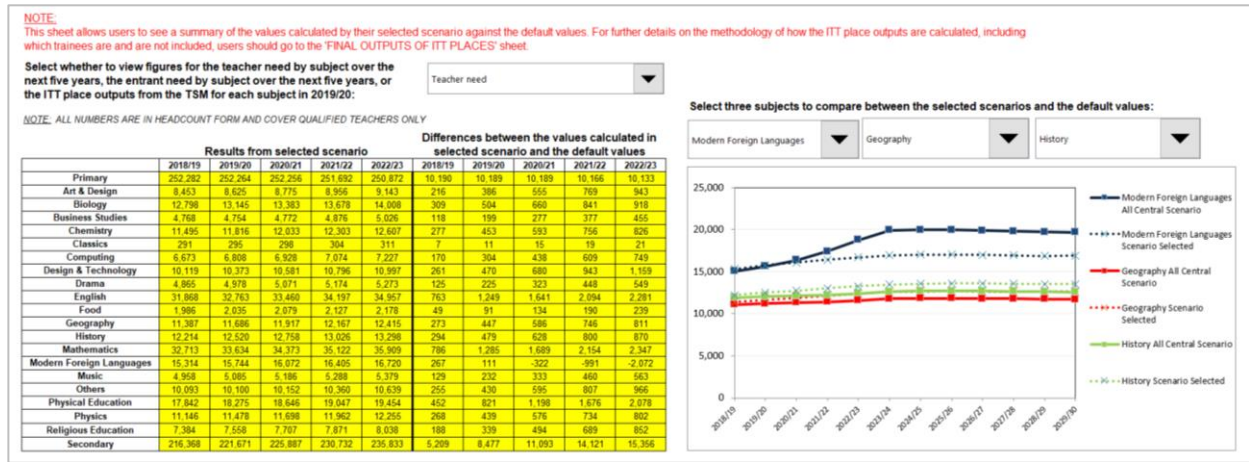 NOTE:
This sheet allows users to see a summary of the values calculated by their selected scenario against the default values. For further details on the methodology of how the ITT place outputs are calculated, including
which trainees are and are not included, users should go to the 'FINAL OUTPUTS OF ITT PLACES' sheet.
Select whether to view figures for the teacher need by subject over the
next five years, the entrant need by subject over the next five years, or
the ITT place outputs from the TSM for each subject in 2019/20:
Teacher need
NOTE: ALL NUMBERS ARE IN HEADCOUNT FORM AND COVER QUALIFIED TEACHERS ONLY
Results from selected scenario
Differences between the values calculated in
selected scenario and the default values
2018/19 2019/20 2020/21 2021/22 2022/23 2018/19 2019/20 2020/21 2021/22 2022/23
Primary 252,282 252,264 252,256 251,692 250,872 10,190 10,189 10,189 10,166 10,133
Art & Design 8,453 8,625 8,775 8,956 9,143 216 386 555 769 943
Biology 12,798 13,145 13,383 13,678 14,008 309 504 660 841 918
Business Studies 4,768 4,754 4,772 4,876 5,026 118 199 277 377 455
Chemistry 11,495 11,816 12,033 12,303 12,607 277 453 593 756 826
Classics 291 295 298 304 311 7 11 15 19 21
Computing 6,673 6,808 6,928 7,074 7,227 170 304 438 609 749
Design & Technology 10,119 10,373 10,581 10,796 10,997 261 470 680 943 1,159
Drama 4,865 4,978 5,071 5,174 5,273 125 225 323 448 549
English 31,868 32,763 33,460 34,197 34,957 763 1,249 1,641 2,094 2,281
Food 1,986 2,035 2,079 2,127 2,178 49 91 134 190 239
Geography 11,387 11,686 11,917 12,167 12,415 273 447 586 746 811
History 12,214 12,520 12,758 13,026 13,298 294 479 628 800 870
Mathematics 32,713 33,634 34,373 35,122 35,909 786 1,285 1,689 2,154 2,347
Modern Foreign Languages 15,314 15,744 16,072 16,405 16,720 267 111 -322 -991 -2,072
Music 4,958 5,085 5,186 5,288 5,379 129 232 333 460 563
Others 10,093 10,100 10,152 10,360 10,639 255 430 595 807 966
Physical Education 17,842 18,275 18,646 19,047 19,454 452 821 1,198 1,676 2,078
Physics 11,146 11,478 11,698 11,962 12,255 268 439 576 734 802
Religious Education 7,384 7,558 7,707 7,871 8,038 188 339 494 689 852
Secondary 216,368 221,671 225,887 230,732 235,833 5,209 8,477 11,093 14,121 15,356
Select three subjects to compare between the selected scenarios and the default values:
Modern Foreign Languages Geography History
25,000
20,000
15,000
10,000
5,000
0
2018/19 2019/20 2020/21 2021/22 2022/23 2023/24 2024/25 2025/26 2026/27 2027/28 2028/29 2029/30
Modern Foreign Languages
All Central Scenario
Modern Foreign Languages
Scenario Selected
Geography All Central
Scenario
Geography Scenario
Selected
History All Central Scenario
History Scenario Selected